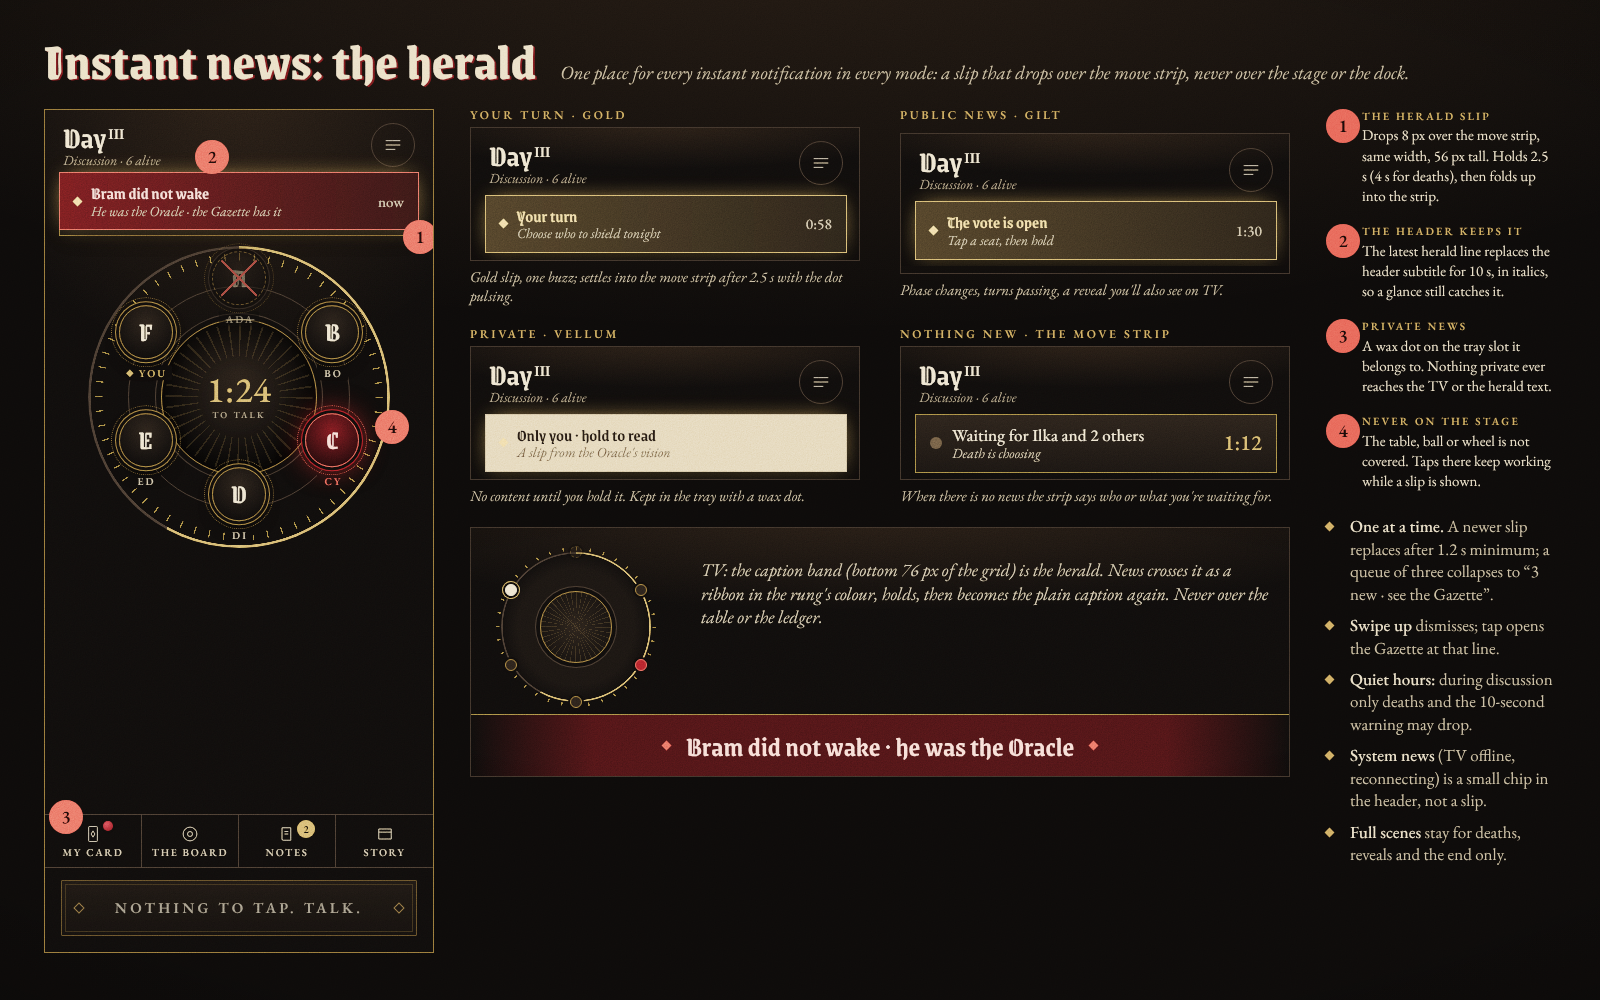 Instant news: the herald
One place for every instant notification in every mode: a slip that drops over the move strip, never over the stage or the dock.
Day III
Discussion · 6 alive
2
Bram did not wake
He was the Oracle · the Gazette has it
now
1
A
ADA
F
YOU
B
BO
1:24
TO TALK
E
ED
C
CY
4
D
DI
3
MY CARD
THE BOARD
2
NOTES
STORY
NOTHING TO TAP. TALK.
YOUR TURN · GOLD
Day III
Discussion · 6 alive
Your turn
Choose who to shield tonight
0:58
Gold slip, one buzz; settles into the move strip after 2.5 s with the dot
pulsing.
PUBLIC NEWS · GILT
Day III
Discussion · 6 alive
The vote is open
Tap a seat, then hold
1:30
Phase changes, turns passing, a reveal you'll also see on TV.
PRIVATE · VELLUM
Day III
Discussion · 6 alive
Only you · hold to read
A slip from the Oracle's vision
No content until you hold it. Kept in the tray with a wax dot.
NOTHING NEW · THE MOVE STRIP
Day III
Discussion · 6 alive
Waiting for Ilka and 2 others
Death is choosing
1:12
When there is no news the strip says who or what you're waiting for.
TV: the caption band (bottom 76 px of the grid) is the herald. News crosses it as a
ribbon in the rung's colour, holds, then becomes the plain caption again. Never over the
table or the ledger.
Bram did not wake · he was the Oracle
1
THE HERALD SLIP
Drops 8 px over the move strip,
same width, 56 px tall. Holds 2.5
s (4 s for deaths), then folds up
into the strip.
2
THE HEADER KEEPS IT
The latest herald line replaces the
header subtitle for 10 s, in italics,
so a glance still catches it.
3
PRIVATE NEWS
A wax dot on the tray slot it
belongs to. Nothing private ever
reaches the TV or the herald text.
4
NEVER ON THE STAGE
The table, ball or wheel is not
covered. Taps there keep working
while a slip is shown.
One at a time. A newer slip
replaces after 1.2 s minimum; a
queue of three collapses to “3
new · see the Gazette”.
Swipe up dismisses; tap opens
the Gazette at that line.
Quiet hours: during discussion
only deaths and the 10-second
warning may drop.
System news (TV offline,
reconnecting) is a small chip in
the header, not a slip.
Full scenes stay for deaths,
reveals and the end only.